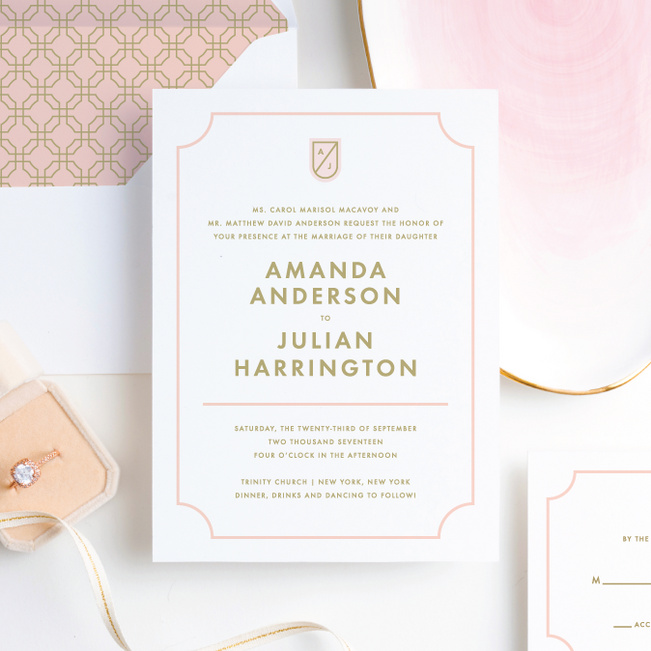 A
J
MS. CAROL MARISOL MACAVOY AND
MR. MATTHEW DAVID ANDERSON REQUEST THE HONOR OF
YOUR PRESENCE AT THE MARRIAGE OF THEIR DAUGHTER
AMANDA
ANDERSON
TO
JULIAN
HARRINGTON
SATURDAY, THE TWENTY-THIRD OF SEPTEMBER
TWO THOUSAND SEVENTEEN
FOUR O'CLOCK IN THE AFTERNOON
TRINITY CHURCH | NEW YORK, NEW YORK
DINNER, DRINKS AND DANCING TO FOLLOW!
BY THE
M
ACC